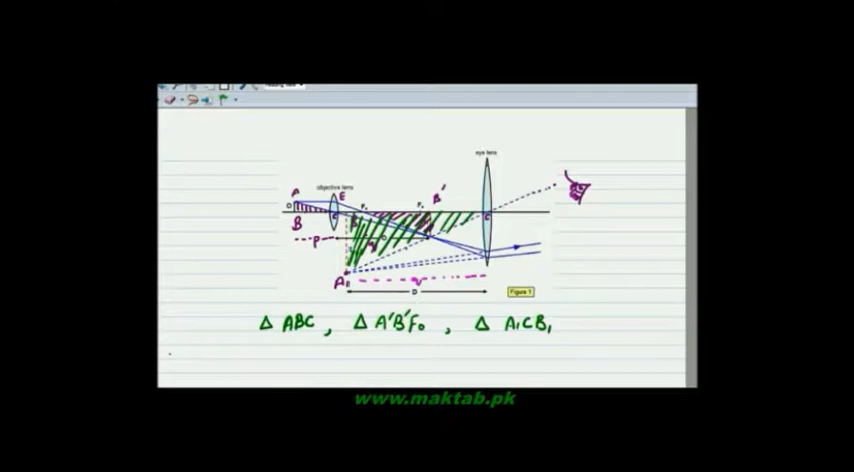 eye lens
objective lens
A
E
B'
O
F₀
Fₑ
C
C
B
P
q
A₁
q
D
Figure 1
Δ ABC , Δ A'B'F₀ , Δ A₁CB₁
www.maktab.pk